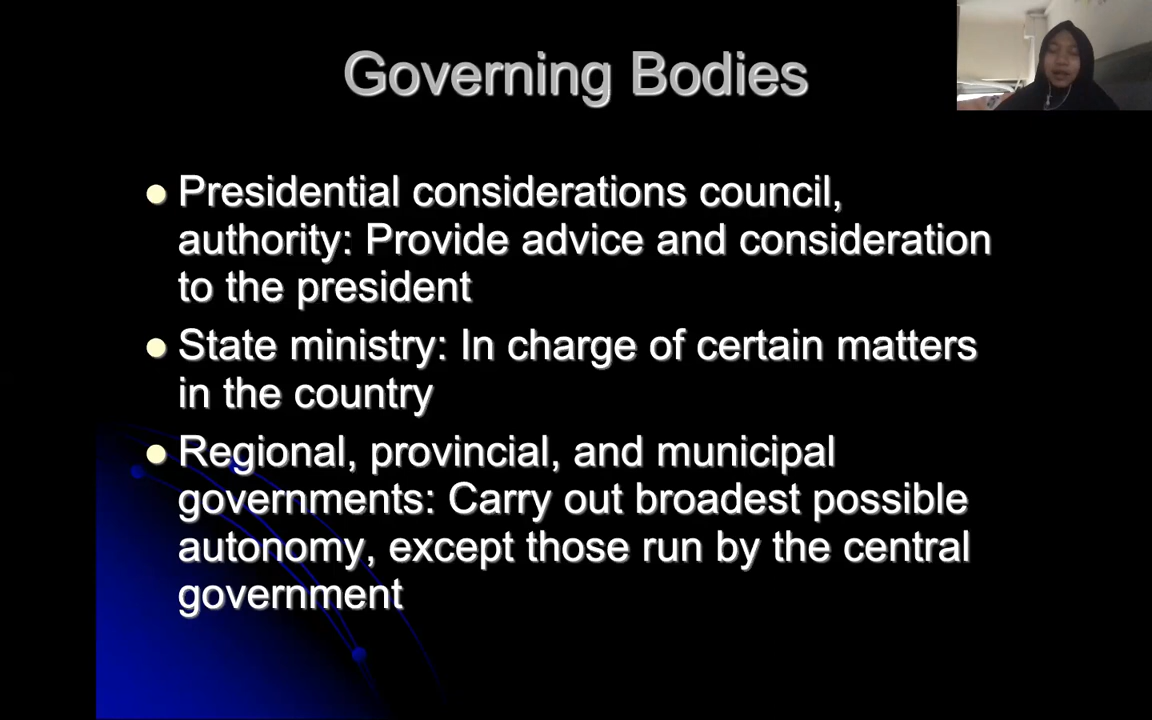 Governing Bodies
Presidential considerations council,
authority: Provide advice and consideration
to the president
State ministry: In charge of certain matters
in the country
Regional, provincial, and municipal
governments: Carry out broadest possible
autonomy, except those run by the central
government